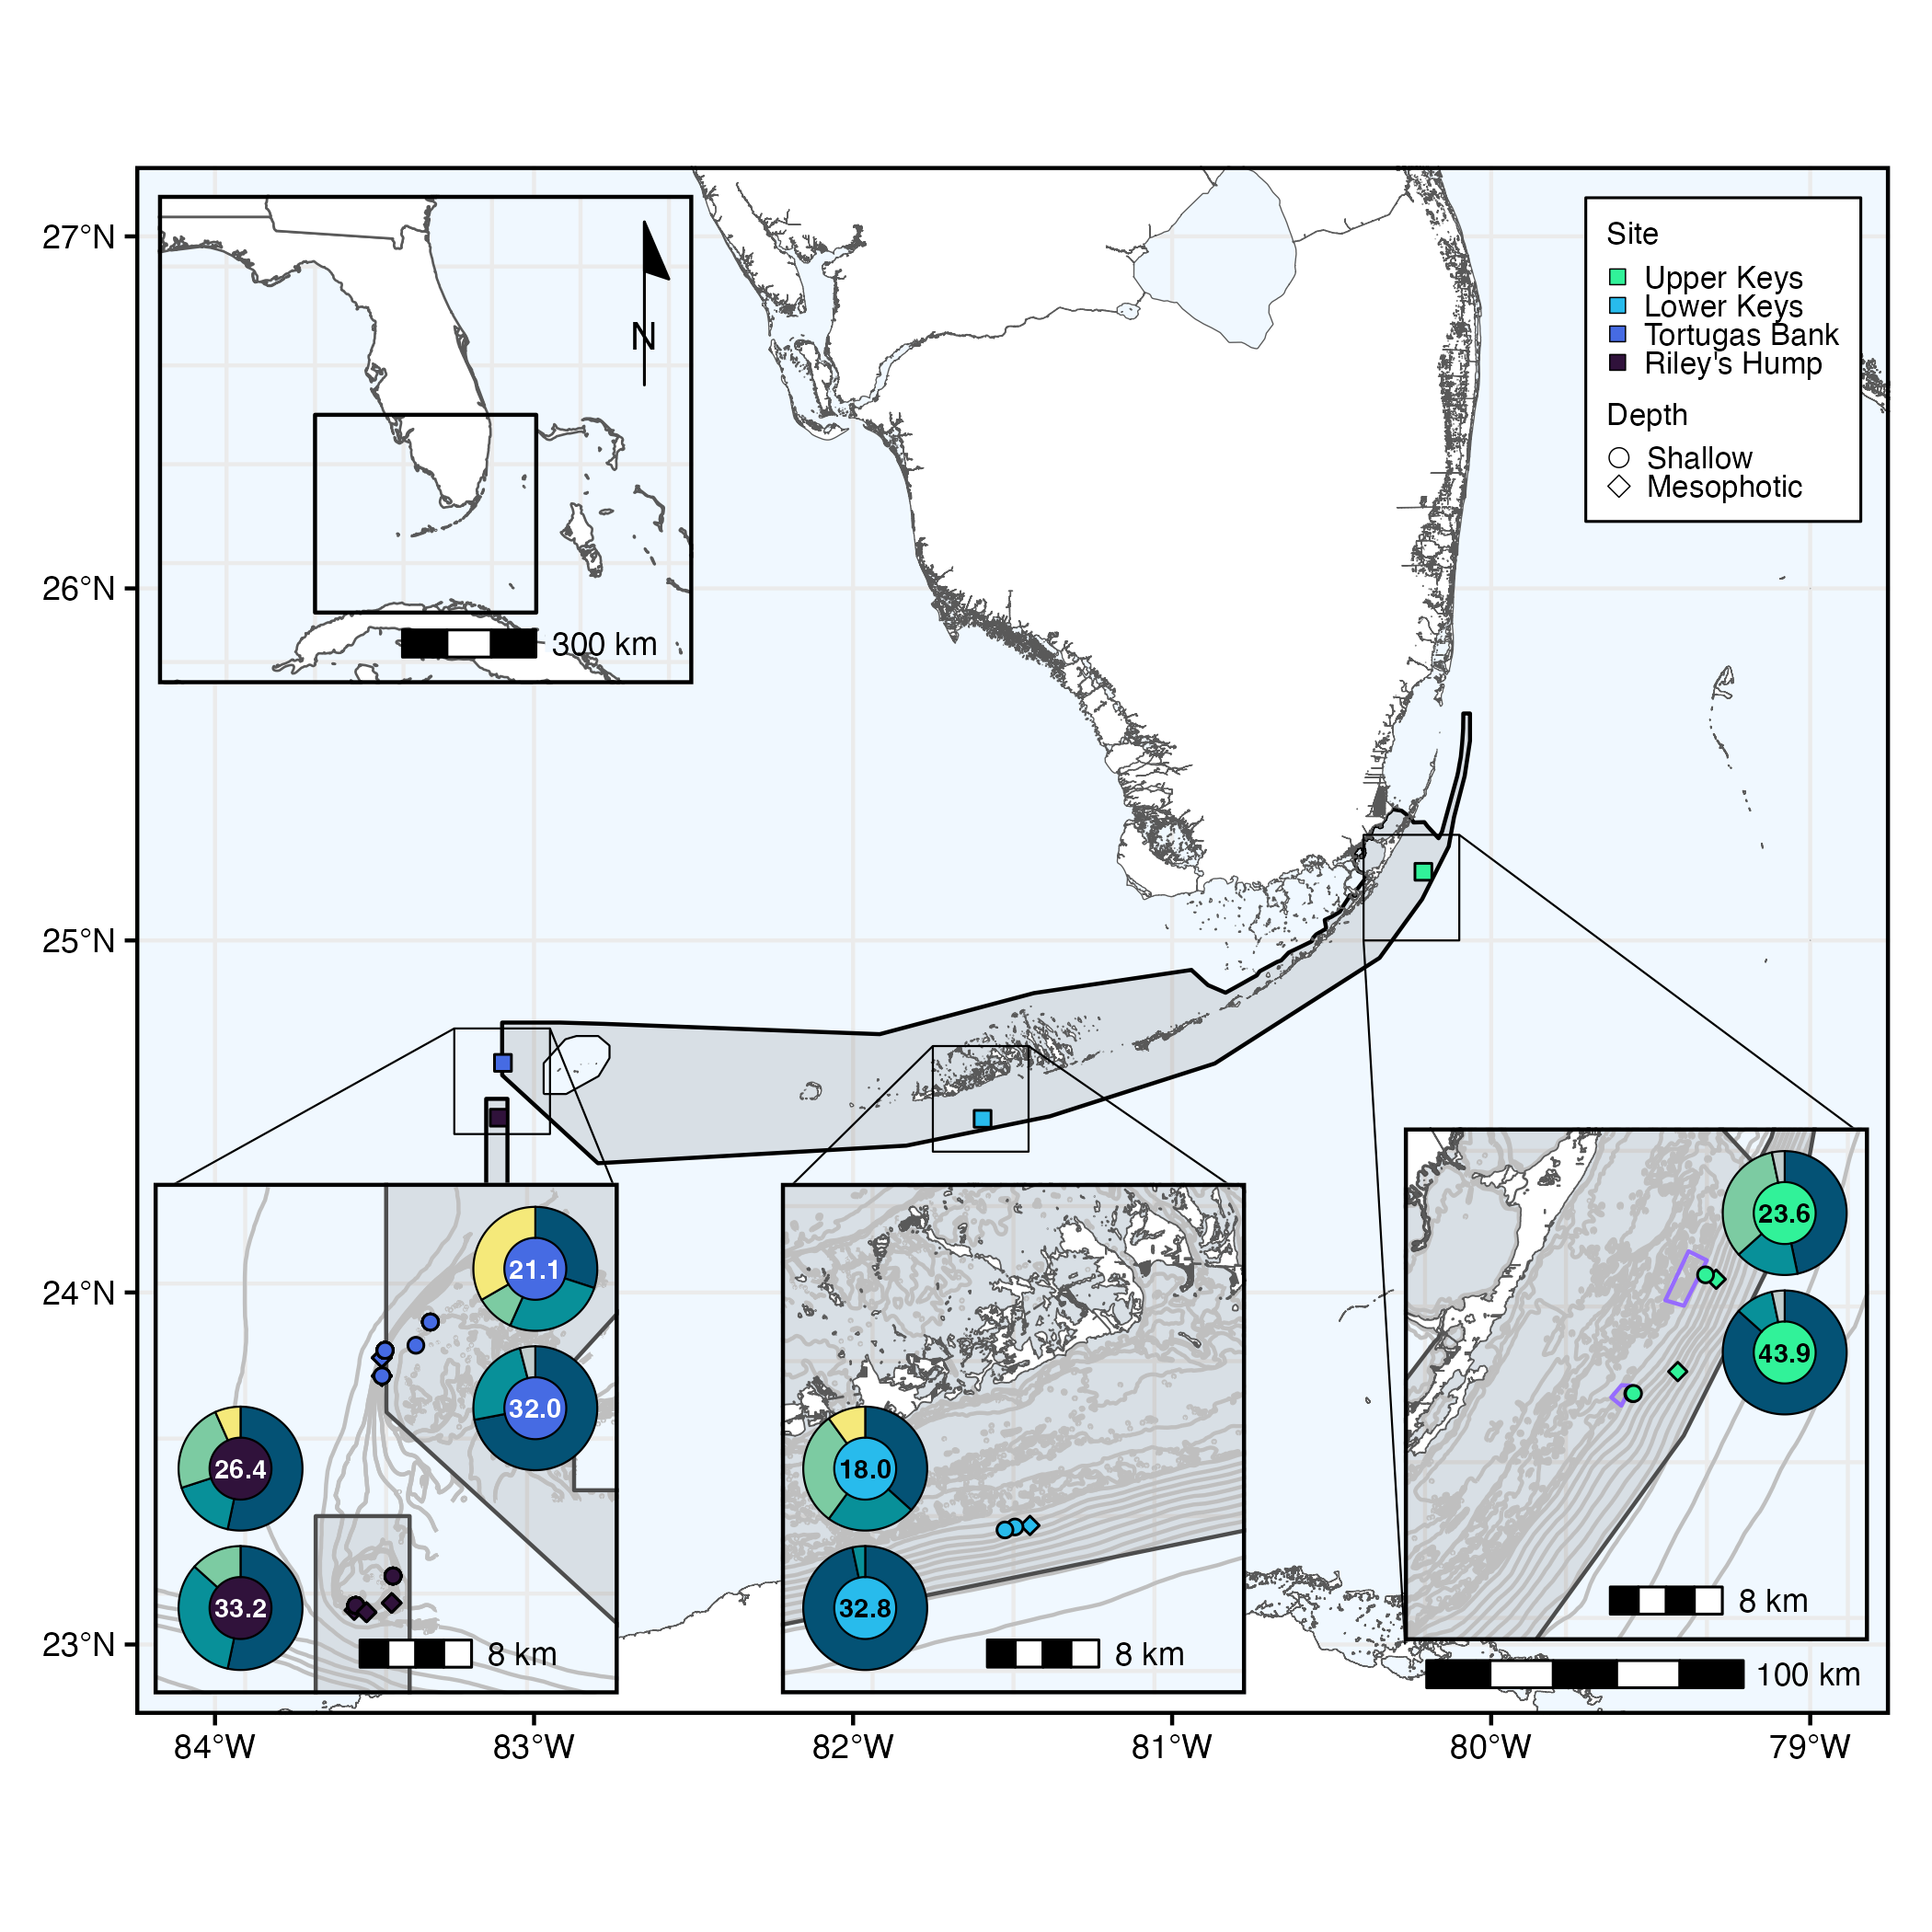 27°N
26°N
25°N
24°N
23°N
84°W
83°W
82°W
81°W
80°W
79°W
N
300 km
Site
Upper Keys
Lower Keys
Tortugas Bank
Riley's Hump
Depth
Shallow
Mesophotic
21.1
32.0
26.4
33.2
8 km
18.0
32.8
8 km
23.6
43.9
8 km
100 km